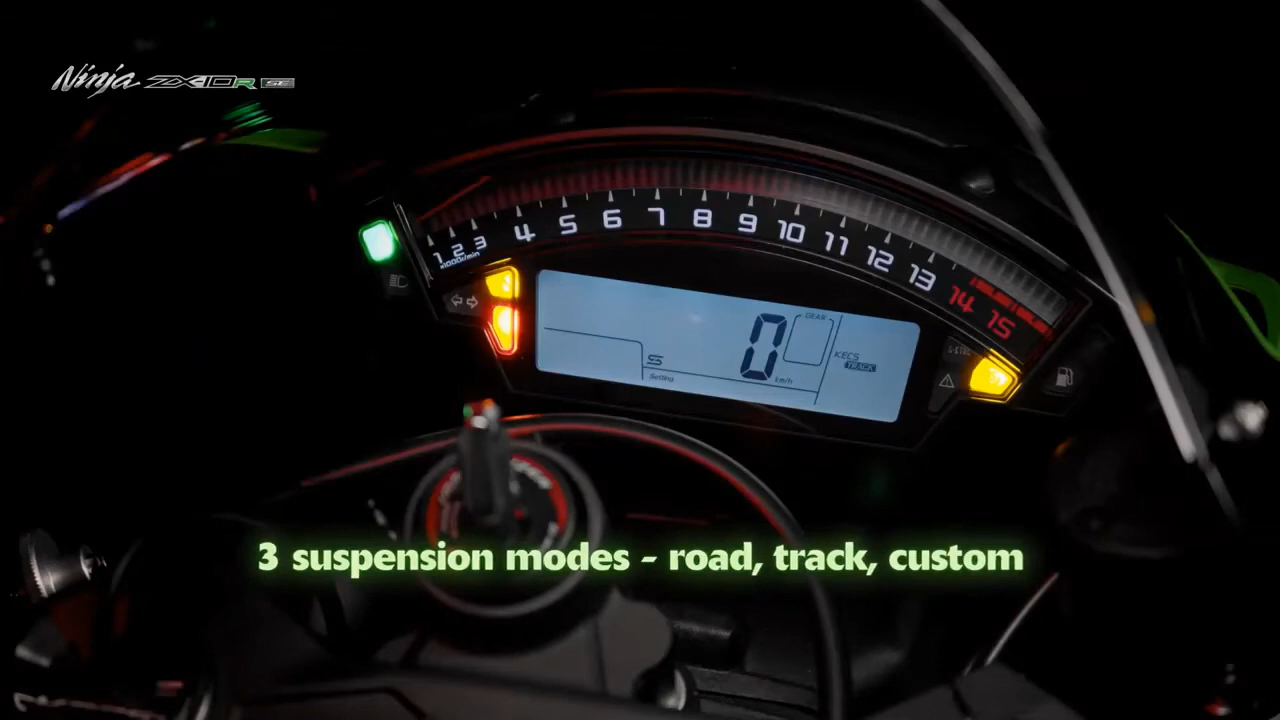 Ninja ZX-10R SE
1 2 3 4 5 6 7 8 9 10 11 12 13 14 15
x1000r/min
GEAR
0
km/h
S
Setting
KECS
TRACK
3 suspension modes - road, track, custom